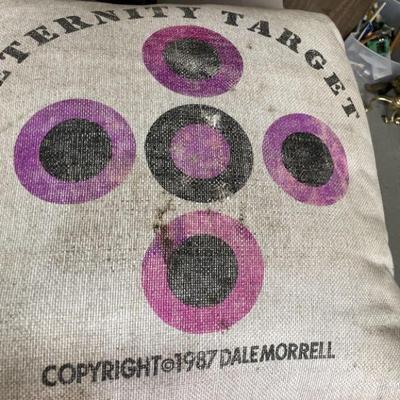 ETERNITY TARGET
COPYRIGHT©1987 DALE MORRELL